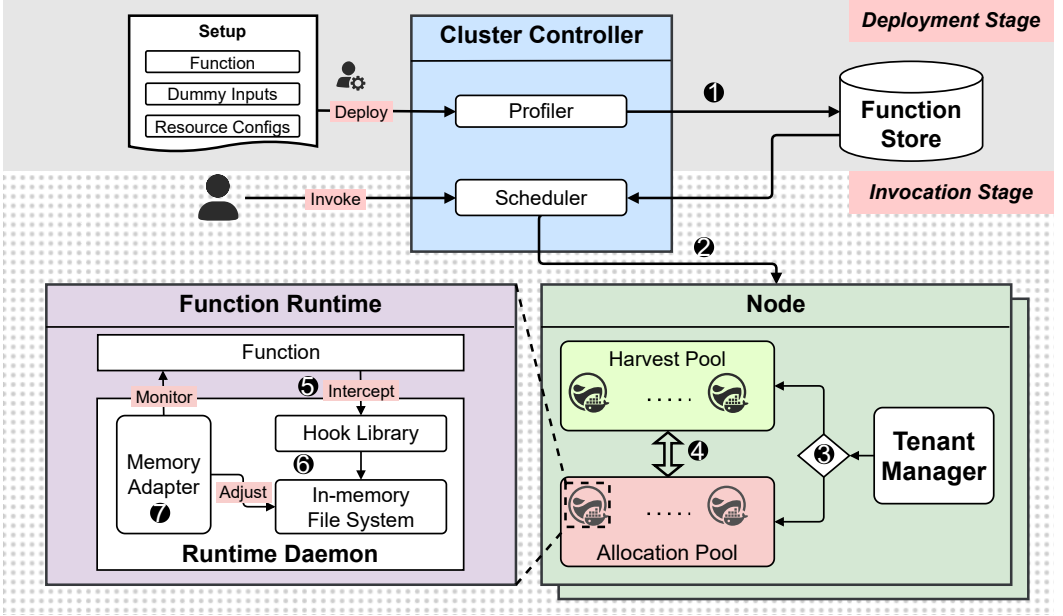 Deployment Stage
Setup
Function
Dummy Inputs
Resource Configs
Deploy
Cluster Controller
Profiler
❶
Function
Store
Invocation Stage
Invoke
Scheduler
❷
Function Runtime
Function
Monitor
❺
Intercept
Hook Library
❻
Memory
Adapter
❼
Adjust
In-memory
File System
Runtime Daemon
Node
Harvest Pool
.....
❹
❸
Tenant
Manager
.....
Allocation Pool